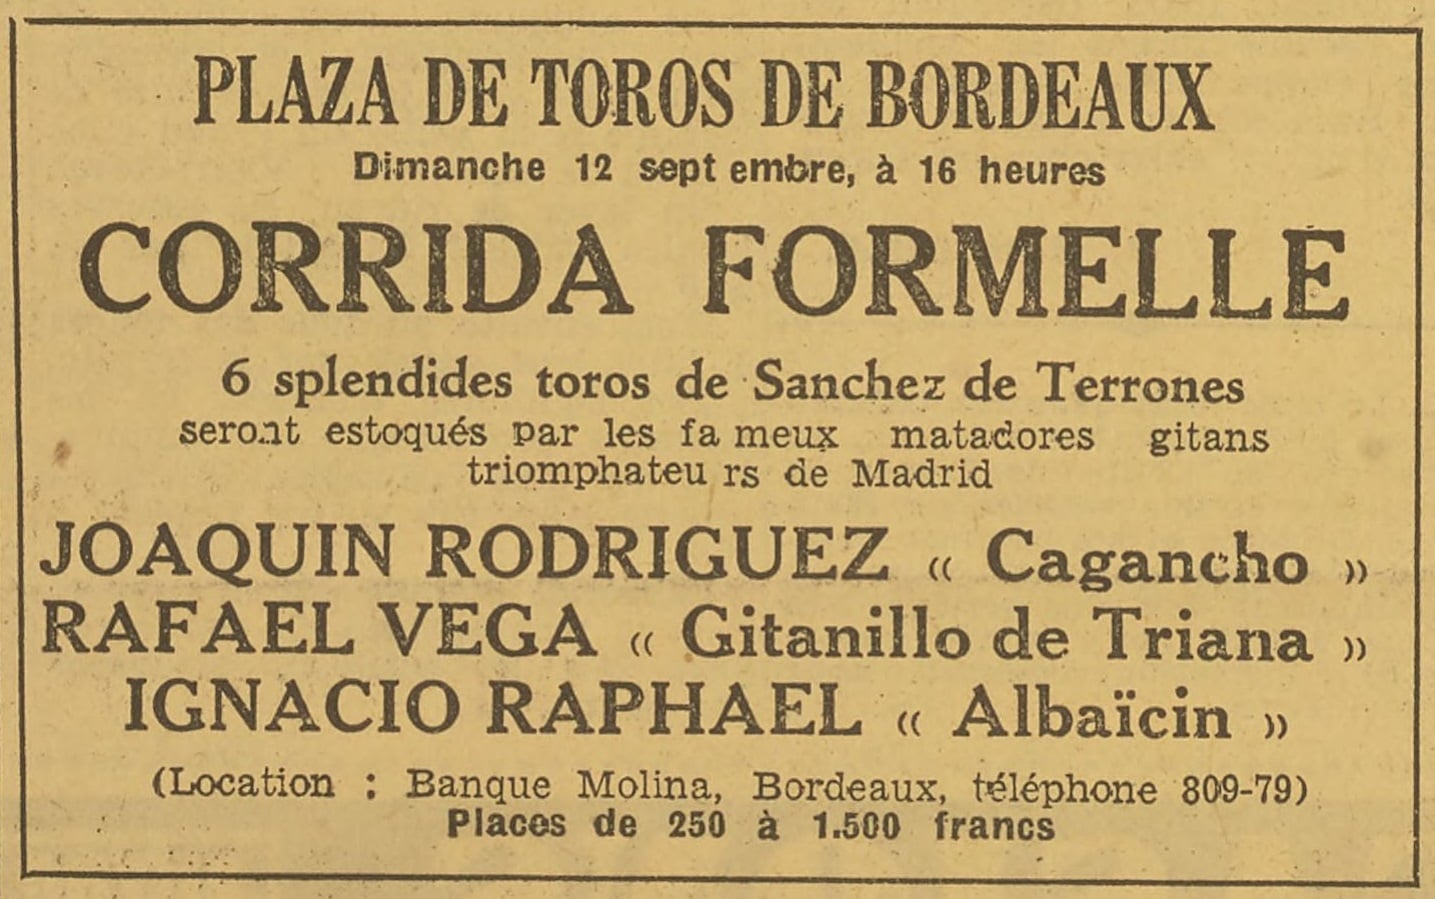 PLAZA DE TOROS DE BORDEAUX
Dimanche 12 sept embre, à 16 heures
CORRIDA FORMELLE
6 splendides toros de Sanchez de Terrones
seront estoqués par les fa meux matadores gitans
triomphateu rs de Madrid
JOAQUIN RODRIGUEZ « Cagancho »
RAFAEL VEGA « Gitanillo de Triana »
IGNACIO RAPHAEL « Albaïcin »
(Location : Banque Molina, Bordeaux, téléphone 809-79)
Places de 250 à 1.500 francs